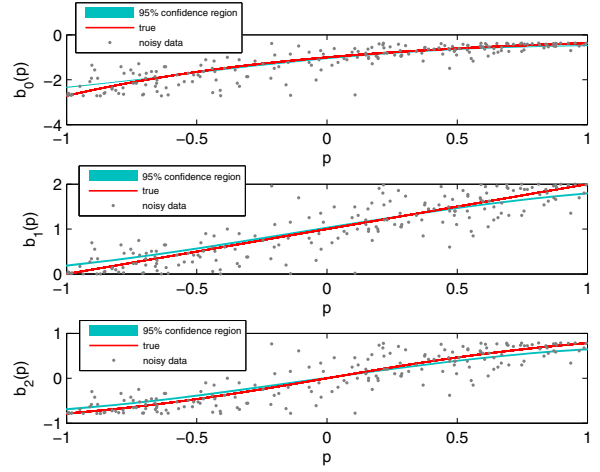 95% confidence region
true
noisy data
0
−2
−4
b0(p)
−1
−0.5
0
0.5
1
p
95% confidence region
true
noisy data
2
1
0
b1(p)
−1
−0.5
0
0.5
1
p
95% confidence region
true
noisy data
1
0
−1
b2(p)
−1
−0.5
0
0.5
1
p